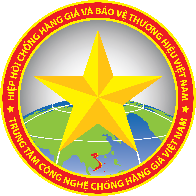 HIỆP HỘI CHỐNG HÀNG GIẢ VÀ BẢO VỆ THƯƠNG HIỆU VIỆT NAM
TRUNG TÂM CÔNG NGHỆ CHỐNG HÀNG GIẢ VIỆT NAM